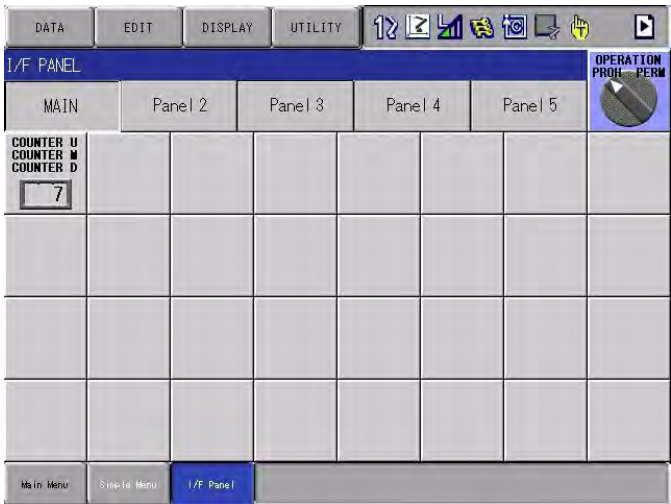 DATA
EDIT
DISPLAY
UTILITY
I/F PANEL
OPERATION
PROH PERM
MAIN
Panel 2
Panel 3
Panel 4
Panel 5
COUNTER U
COUNTER M
COUNTER D
7
Main Menu
Simple Menu
I/F Panel